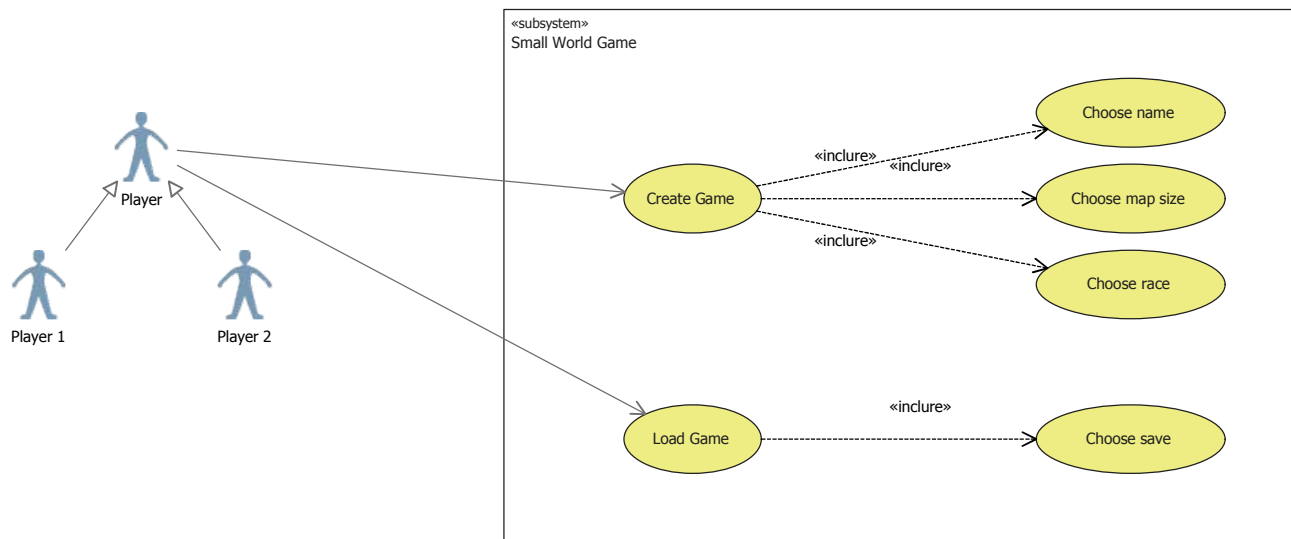 «subsystem»
Small World Game
Choose name
«inclure»
«inclure»
Player
Create Game
Choose map size
«inclure»
Choose race
Player 1
Player 2
«inclure»
Load Game
Choose save